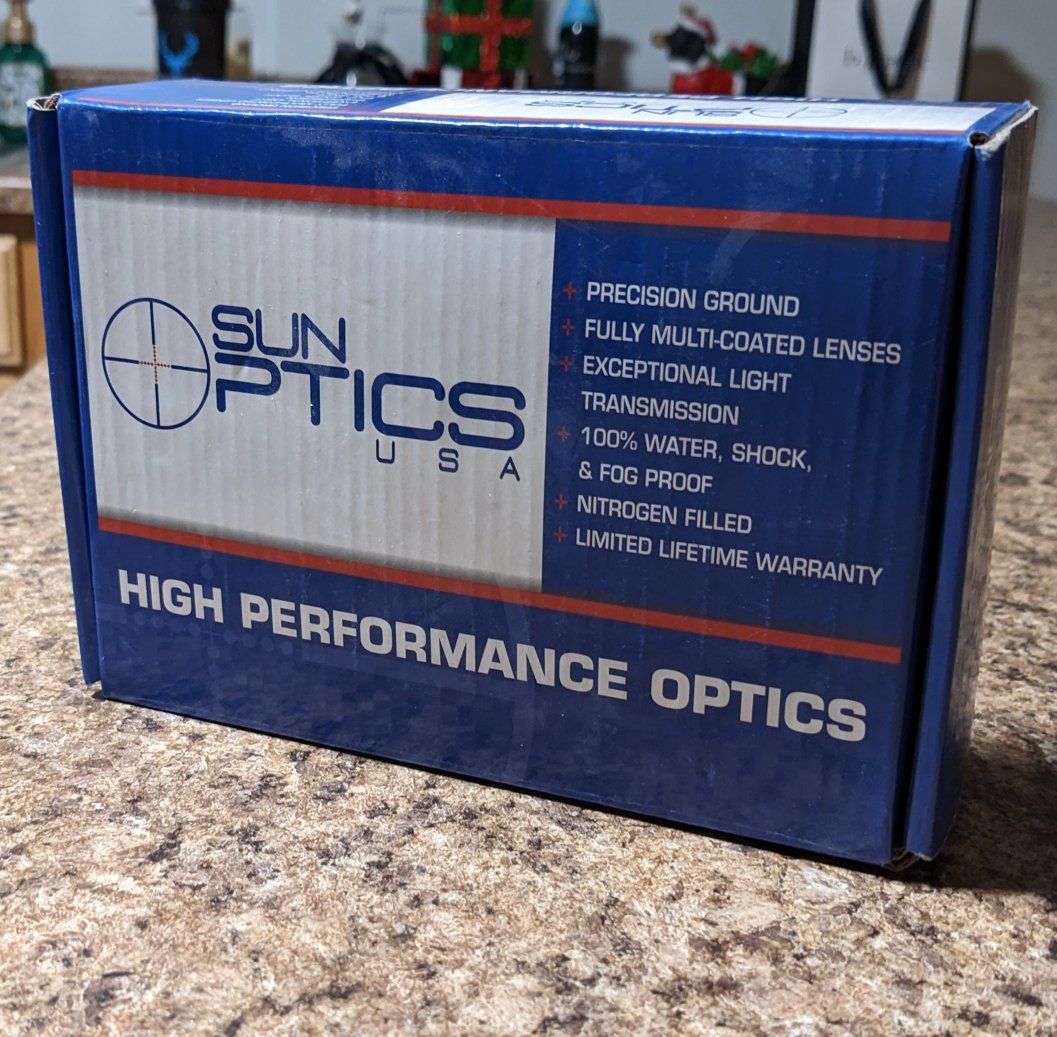 SUN
OPTICS
USA
PRECISION GROUND
FULLY MULTI-COATED LENSES
EXCEPTIONAL LIGHT
TRANSMISSION
100% WATER, SHOCK,
& FOG PROOF
NITROGEN FILLED
LIMITED LIFETIME WARRANTY
HIGH PERFORMANCE OPTICS